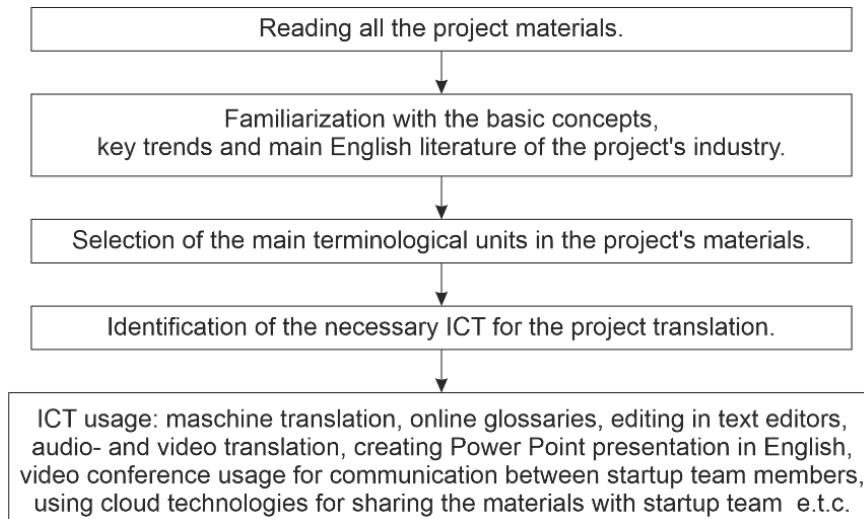 Reading all the project materials.
Familiarization with the basic concepts,
key trends and main English literature of the project's industry.
Selection of the main terminological units in the project's materials.
Identification of the necessary ICT for the project translation.
ICT usage: maschine translation, online glossaries, editing in text editors,
audio- and video translation, creating Power Point presentation in English,
video conference usage for communication between startup team members,
using cloud technologies for sharing the materials with startup team e.t.c.